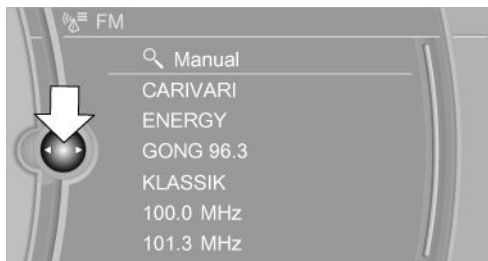 FM
Manual
CARIVARI
ENERGY
GONG 96.3
KLASSIK
100.0 MHz
101.3 MHz